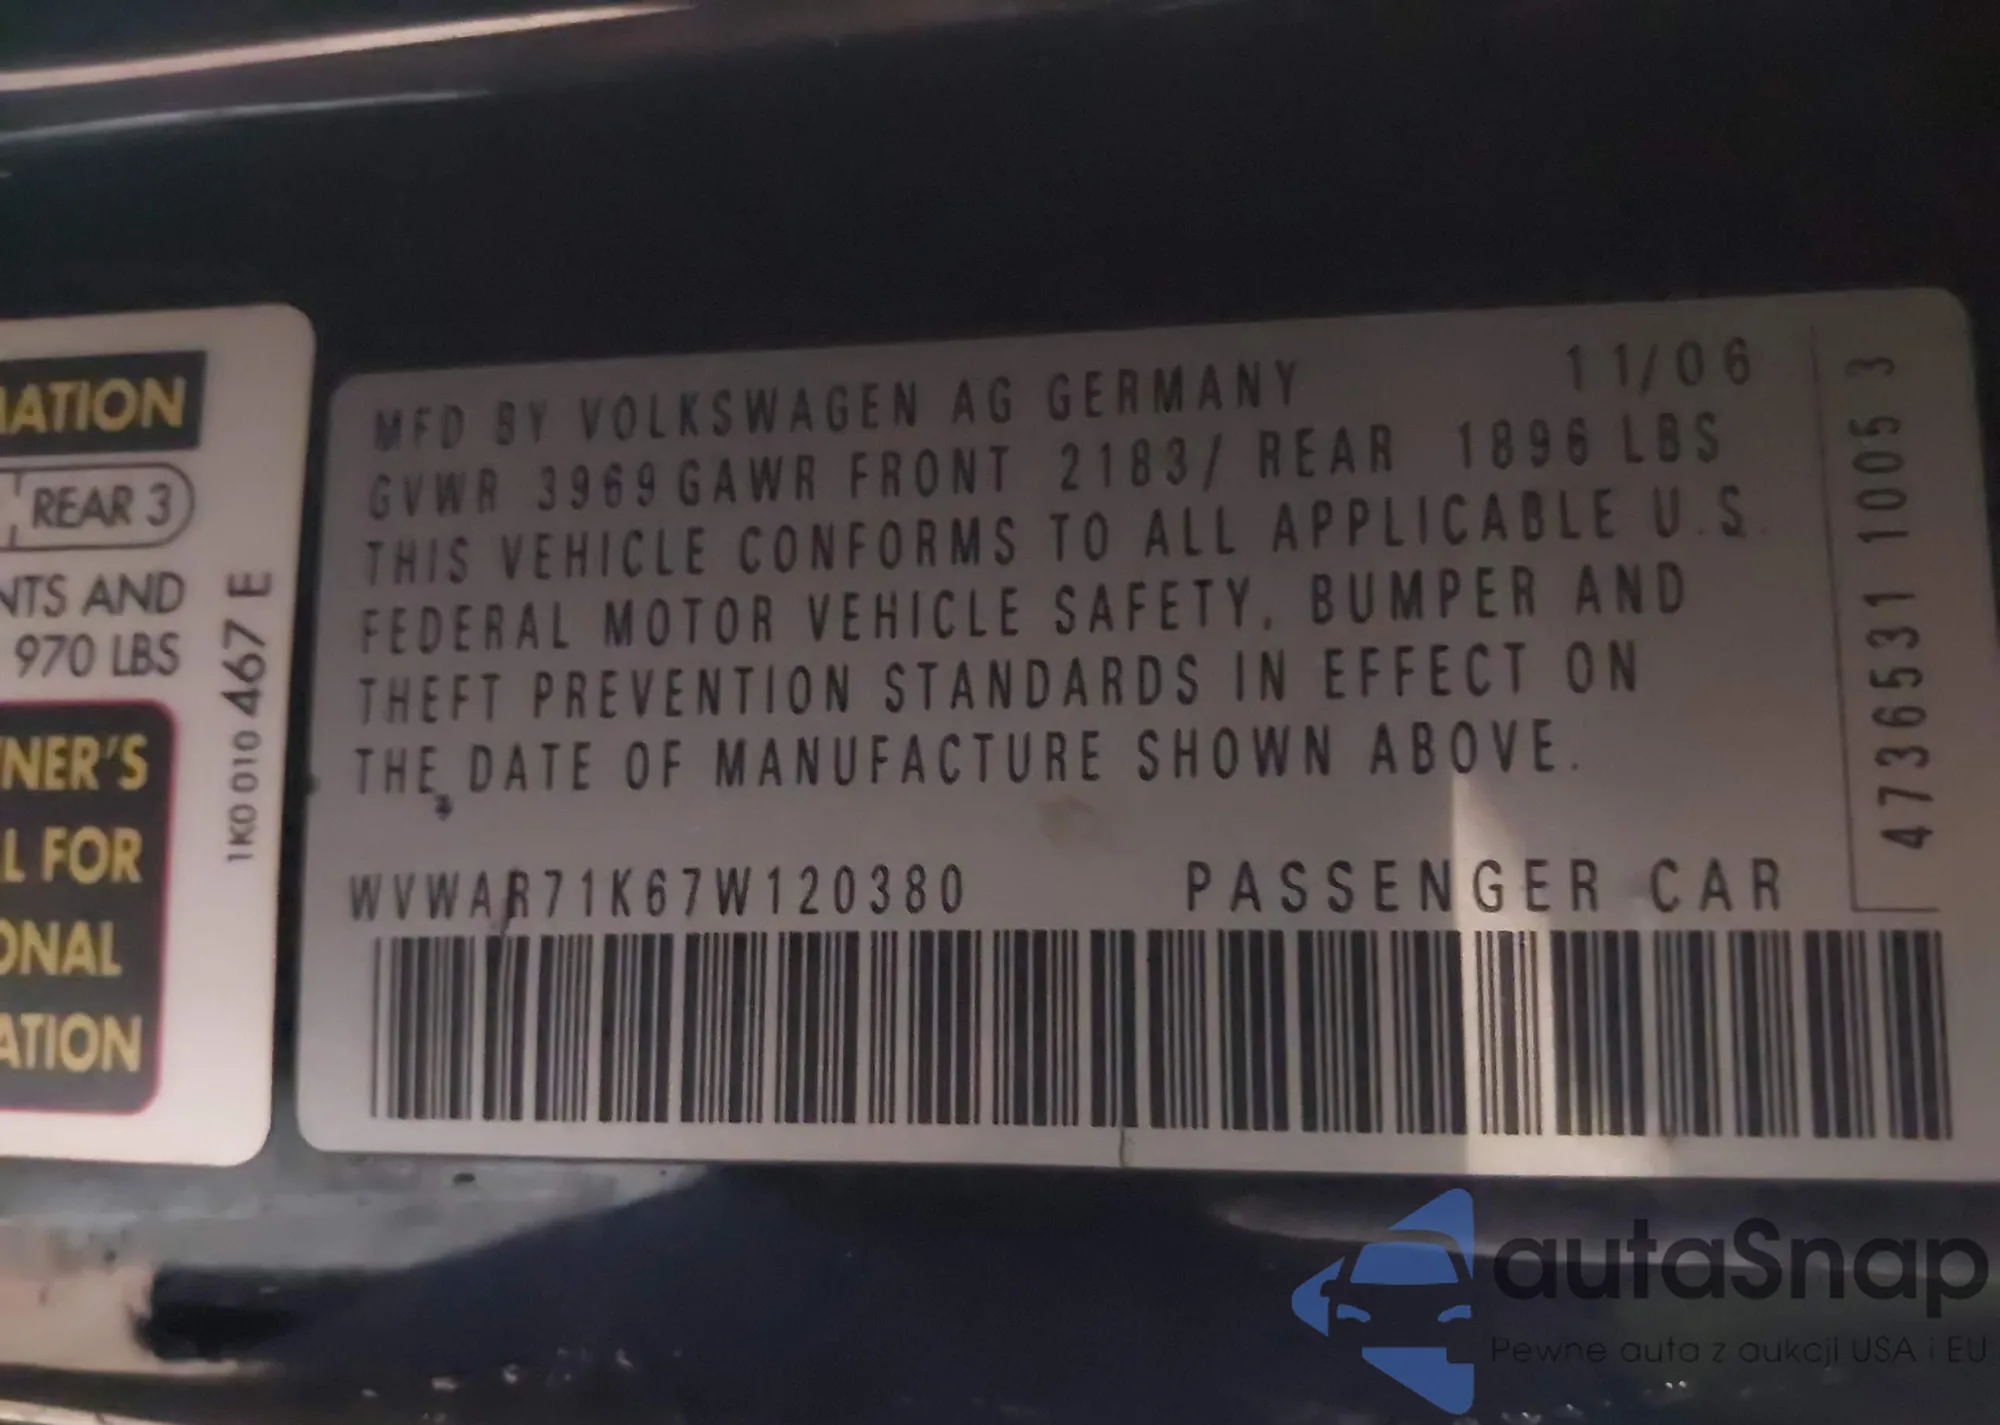 MATION
REAR 3
NTS AND
970 LBS
NER'S
L FOR
ONAL
ATION
1K0 010 467 E
MFD BY VOLKSWAGEN AG GERMANY 11/06
GVWR 3969 GAWR FRONT 2183/ REAR 1896 LBS
THIS VEHICLE CONFORMS TO ALL APPLICABLE U.S.
FEDERAL MOTOR VEHICLE SAFETY, BUMPER AND
THEFT PREVENTION STANDARDS IN EFFECT ON
THE DATE OF MANUFACTURE SHOWN ABOVE.
WVWAR71K67W120380 PASSENGER CAR
4736531 1005 3
autaSnap
Pewne auta z aukcji USA i EU